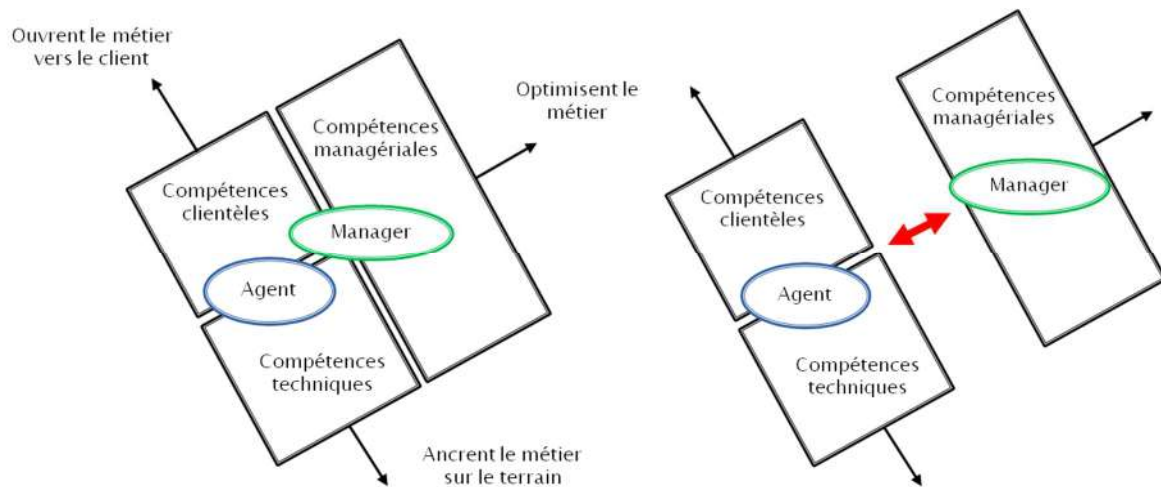 Ouvrent le métier
vers le client
Optimisent le
métier
Compétences
managériales
Compétences
clientèles
Manager
Agent
Compétences
techniques
Ancrent le métier
sur le terrain
Compétences
managériales
Manager
Compétences
clientèles
Agent
Compétences
techniques